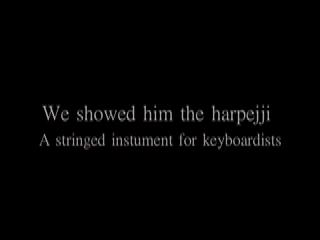 We showed him the harpejji
A stringed instument for keyboardists